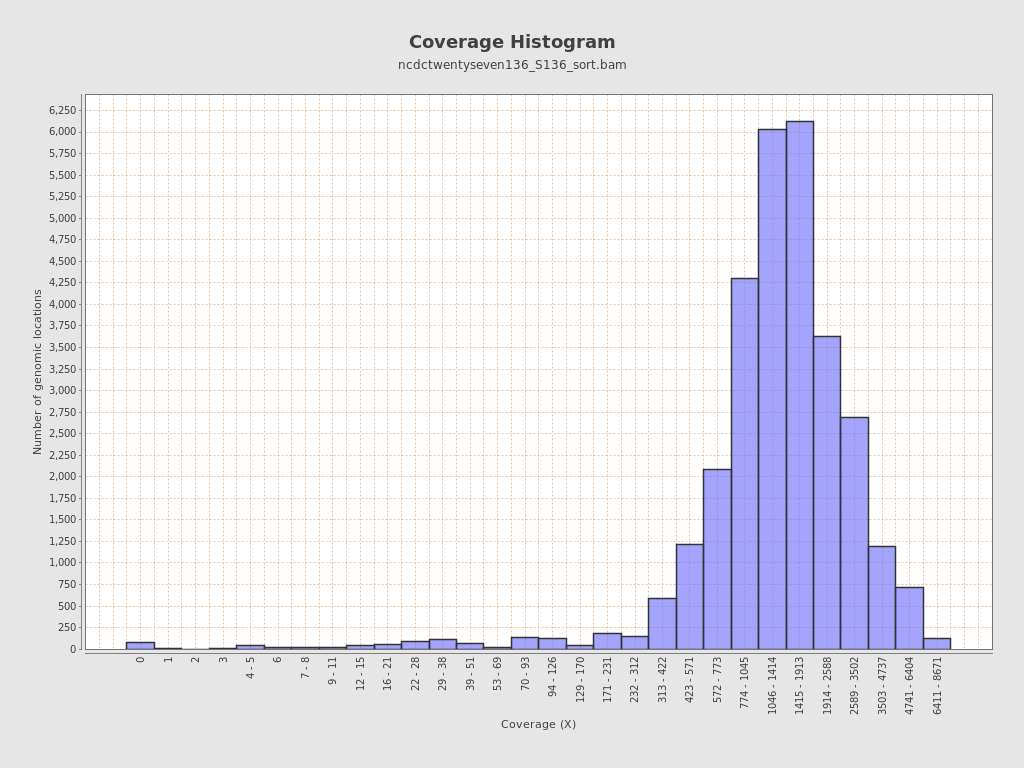 Coverage Histogram
ncdctwentyseven136_S136_sort.bam
Number of genomic locations
6,250
6,000
5,750
5,500
5,250
5,000
4,750
4,500
4,250
4,000
3,750
3,500
3,250
3,000
2,750
2,500
2,250
2,000
1,750
1,500
1,250
1,000
750
500
250
0
0
1
2
3
4 - 5
6
7 - 8
9 - 11
12 - 15
16 - 21
22 - 28
29 - 38
39 - 51
53 - 69
70 - 93
94 - 126
129 - 170
171 - 231
232 - 312
313 - 422
423 - 571
572 - 773
774 - 1045
1046 - 1414
1415 - 1913
1914 - 2588
2589 - 3502
3503 - 4737
4741 - 6404
6411 - 8671
Coverage (X)